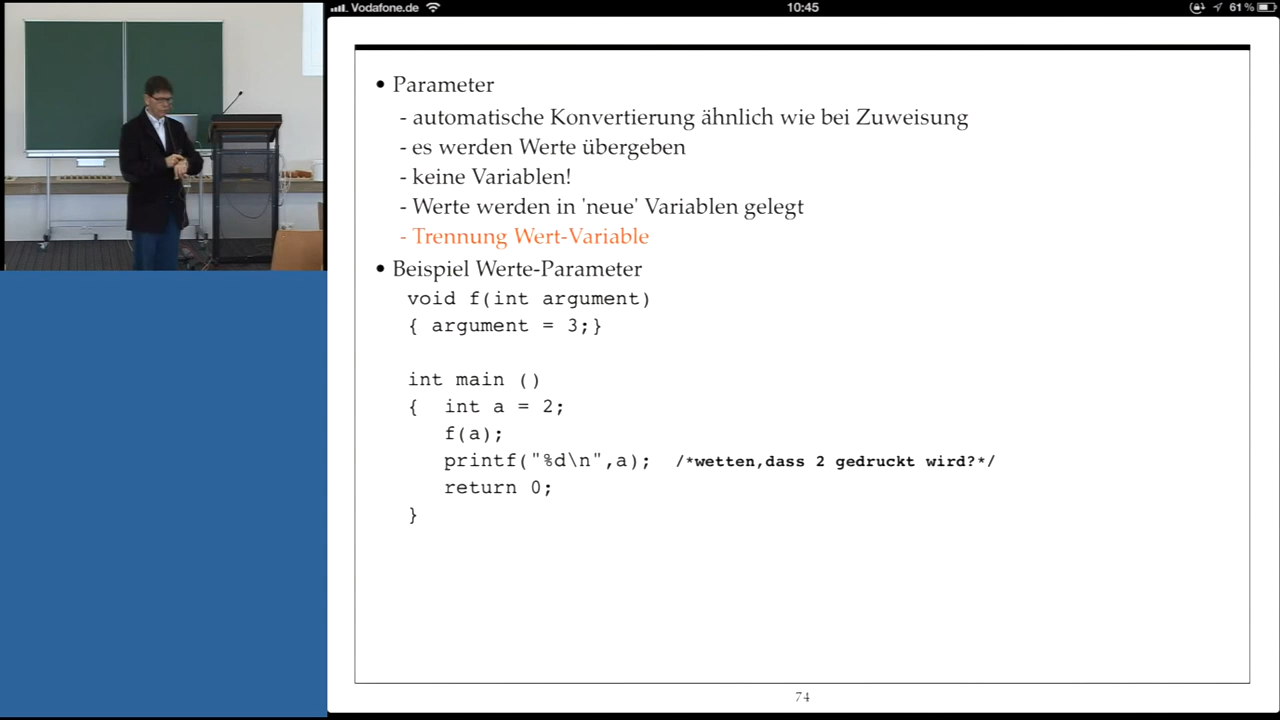 Vodafone.de 10:45 61 %
• Parameter
- automatische Konvertierung ähnlich wie bei Zuweisung
- es werden Werte übergeben
- keine Variablen!
- Werte werden in 'neue' Variablen gelegt
- Trennung Wert-Variable
• Beispiel Werte-Parameter
void f(int argument)
{ argument = 3;}
int main ()
{ int a = 2;
f(a);
printf("%d\n",a); /*wetten,dass 2 gedruckt wird?*/
return 0;
}
74